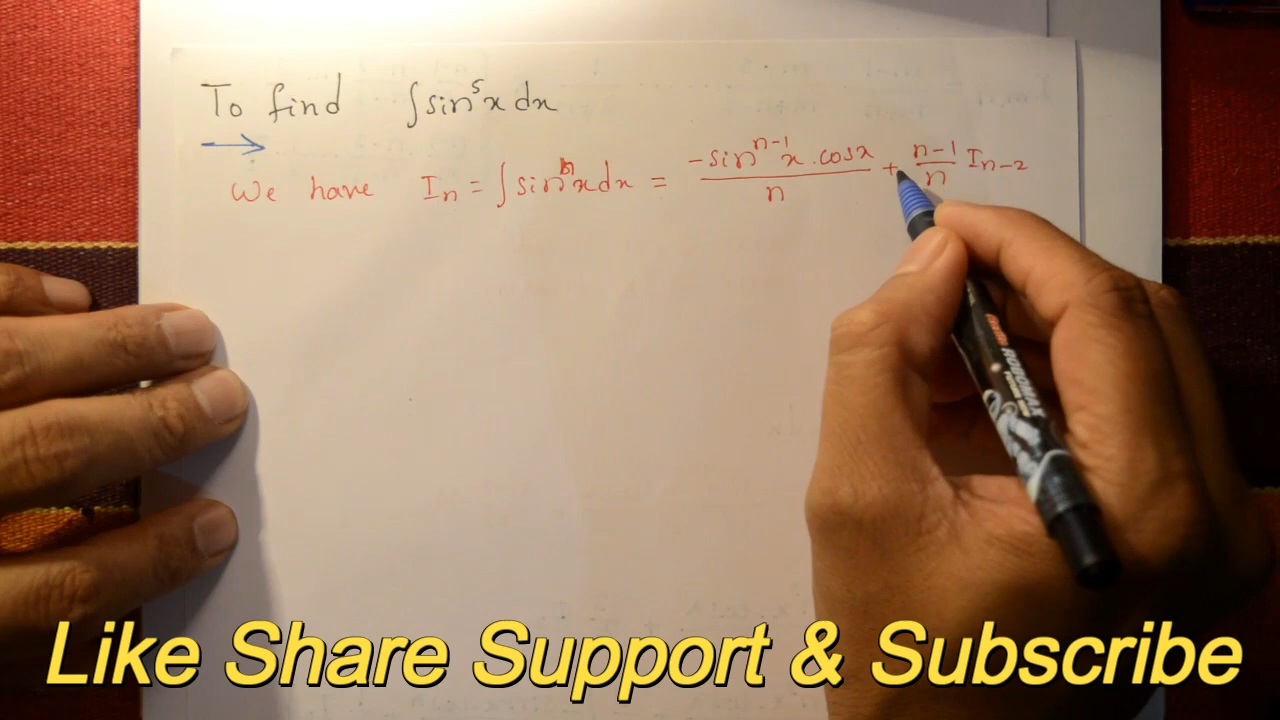 To find ∫sin⁵x dx
We have Iₙ = ∫sinⁿx dx = -sinⁿ⁻¹x . cosx / n + n-1 / n Iₙ₋₂
ROBOMAX
Like Share Support & Subscribe